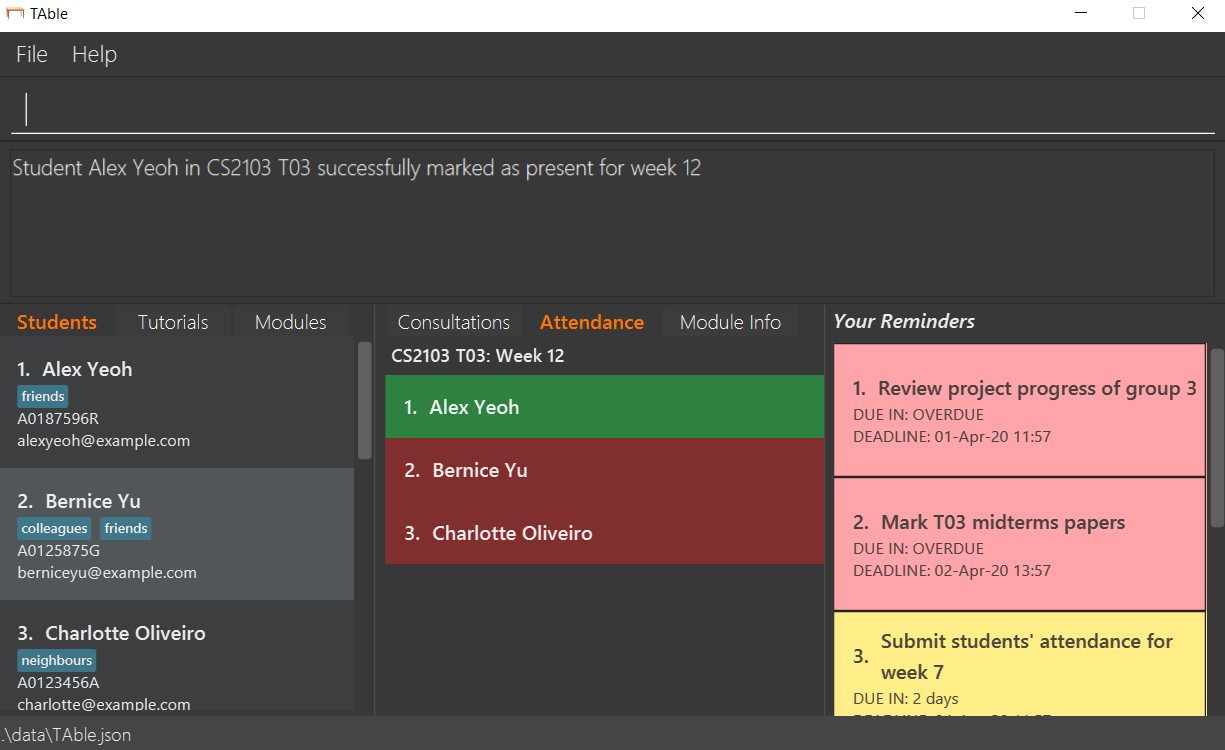 TAble
File Help
Student Alex Yeoh in CS2103 T03 successfully marked as present for week 12
Students Tutorials Modules
1. Alex Yeoh
friends
A0187596R
alexyeoh@example.com
2. Bernice Yu
colleagues friends
A0125875G
berniceyu@example.com
3. Charlotte Oliveiro
neighbours
A0123456A
charlotte@example.com
Consultations Attendance Module Info
CS2103 T03: Week 12
1. Alex Yeoh
2. Bernice Yu
3. Charlotte Oliveiro
Your Reminders
1. Review project progress of group 3
DUE IN: OVERDUE
DEADLINE: 01-Apr-20 11:57
2. Mark T03 midterms papers
DUE IN: OVERDUE
DEADLINE: 02-Apr-20 13:57
3. Submit students' attendance for
week 7
DUE IN: 2 days
.\data\TAble.json